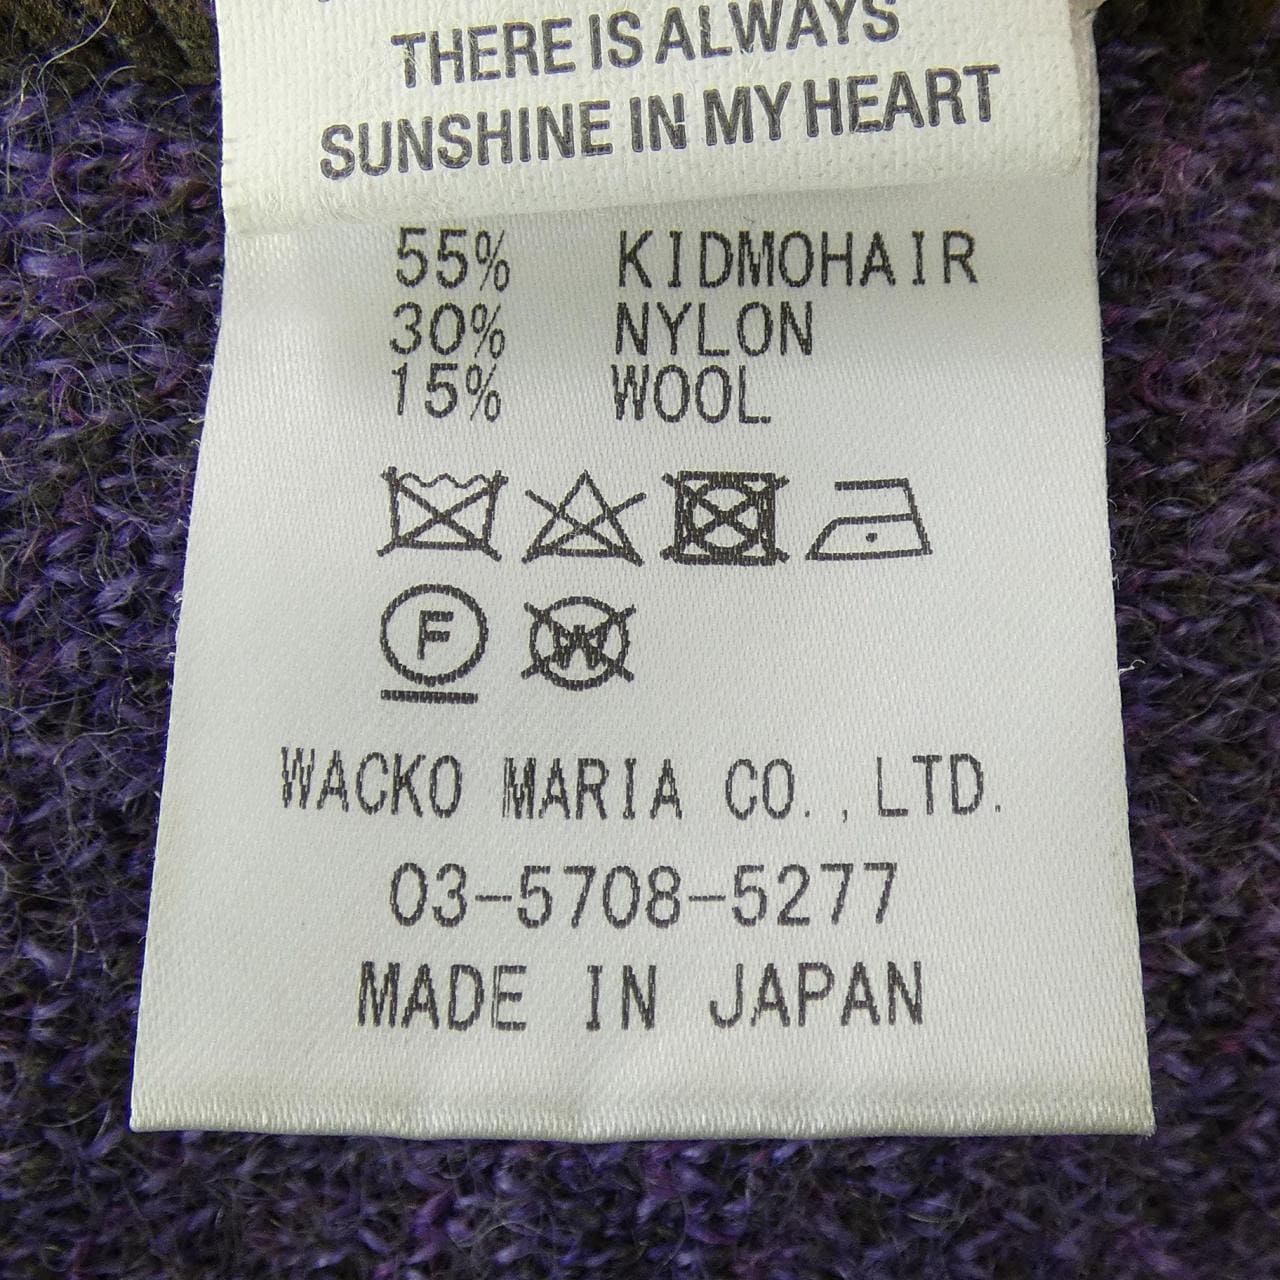 THERE IS ALWAYS
SUNSHINE IN MY HEART
55% KIDMOHAIR
30% NYLON
15% WOOL
F W
WACKO MARIA CO.,LTD.
03-5708-5277
MADE IN JAPAN